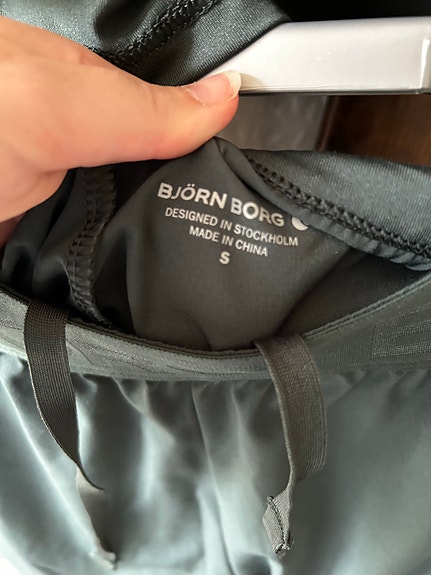 BJÖRN BORG
DESIGNED IN STOCKHOLM
MADE IN CHINA
S